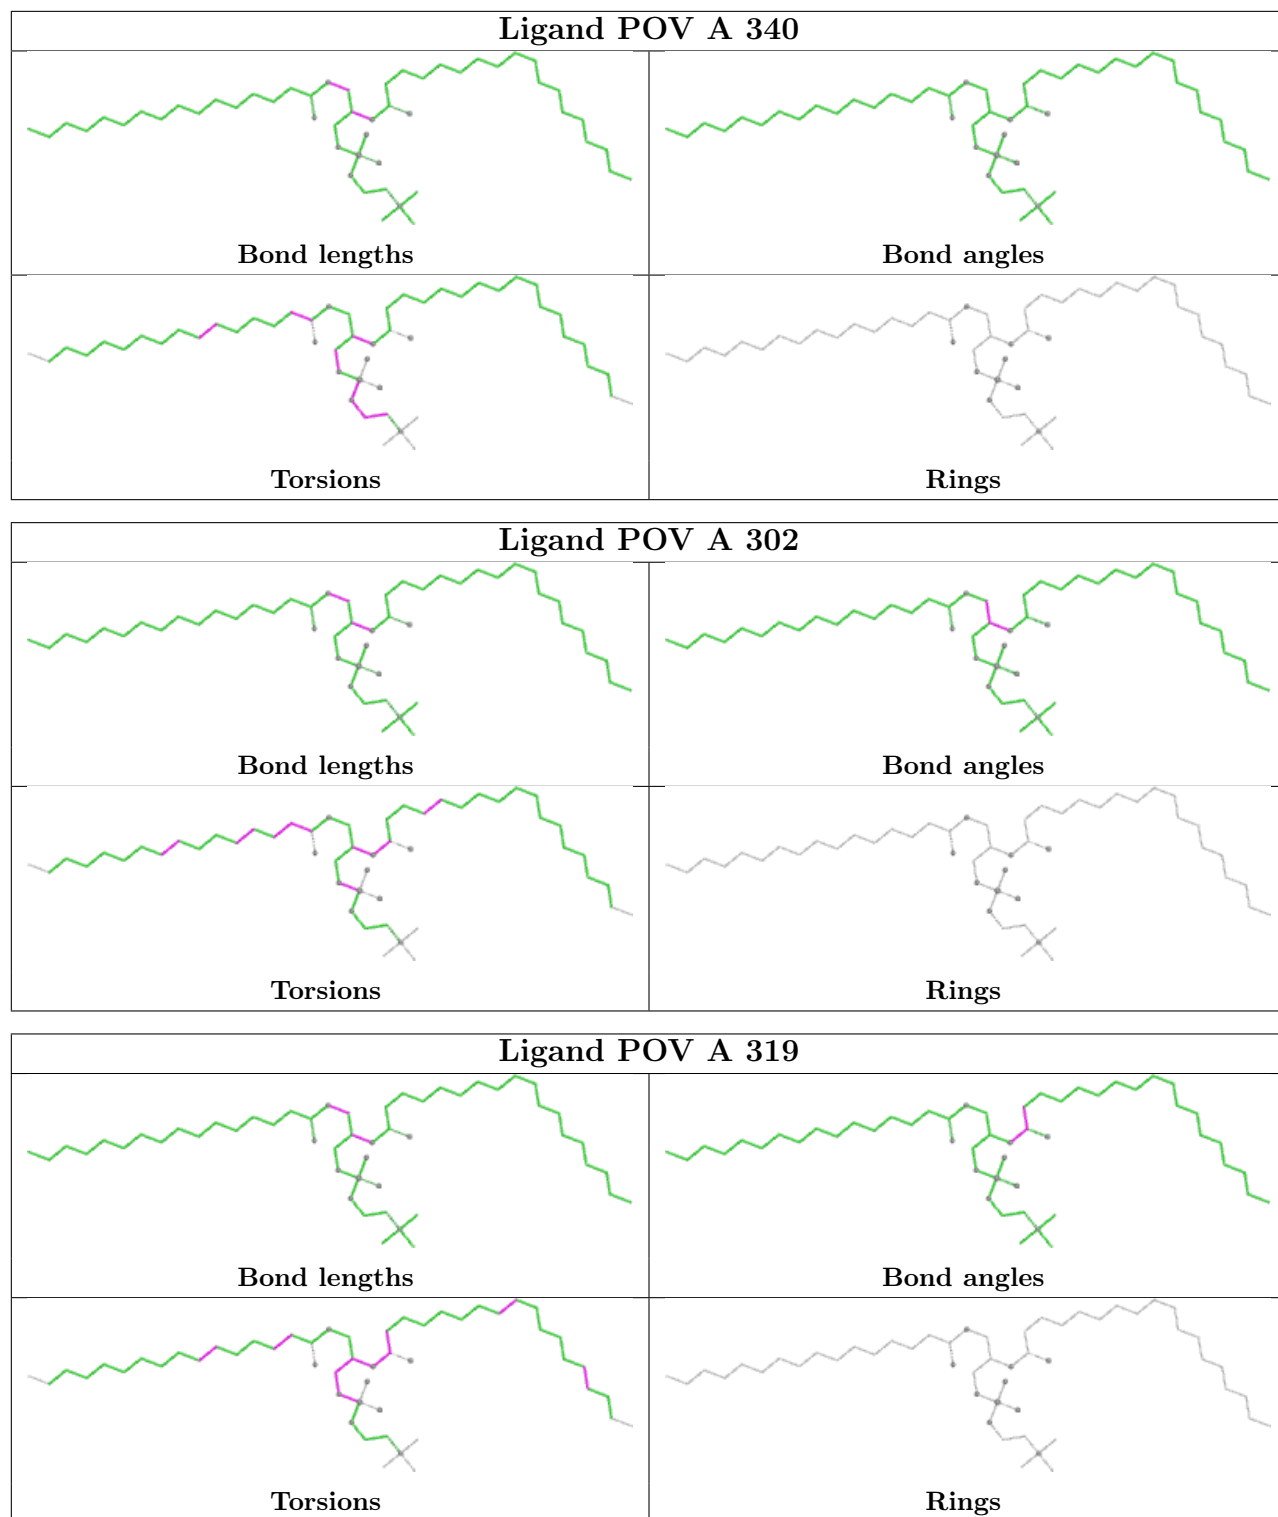 Ligand POV A 340
Bond lengths
Bond angles
Torsions
Rings
Ligand POV A 302
Bond lengths
Bond angles
Torsions
Rings
Ligand POV A 319
Bond lengths
Bond angles
Torsions
Rings